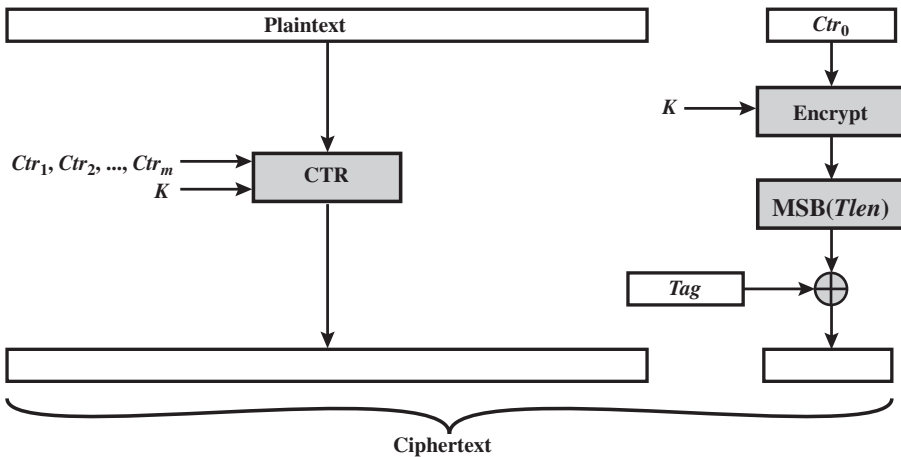 Plaintext
Ctr₀
K
Encrypt
Ctr₁, Ctr₂, ..., Ctrₘ
K
CTR
MSB(Tlen)
Tag
Ciphertext